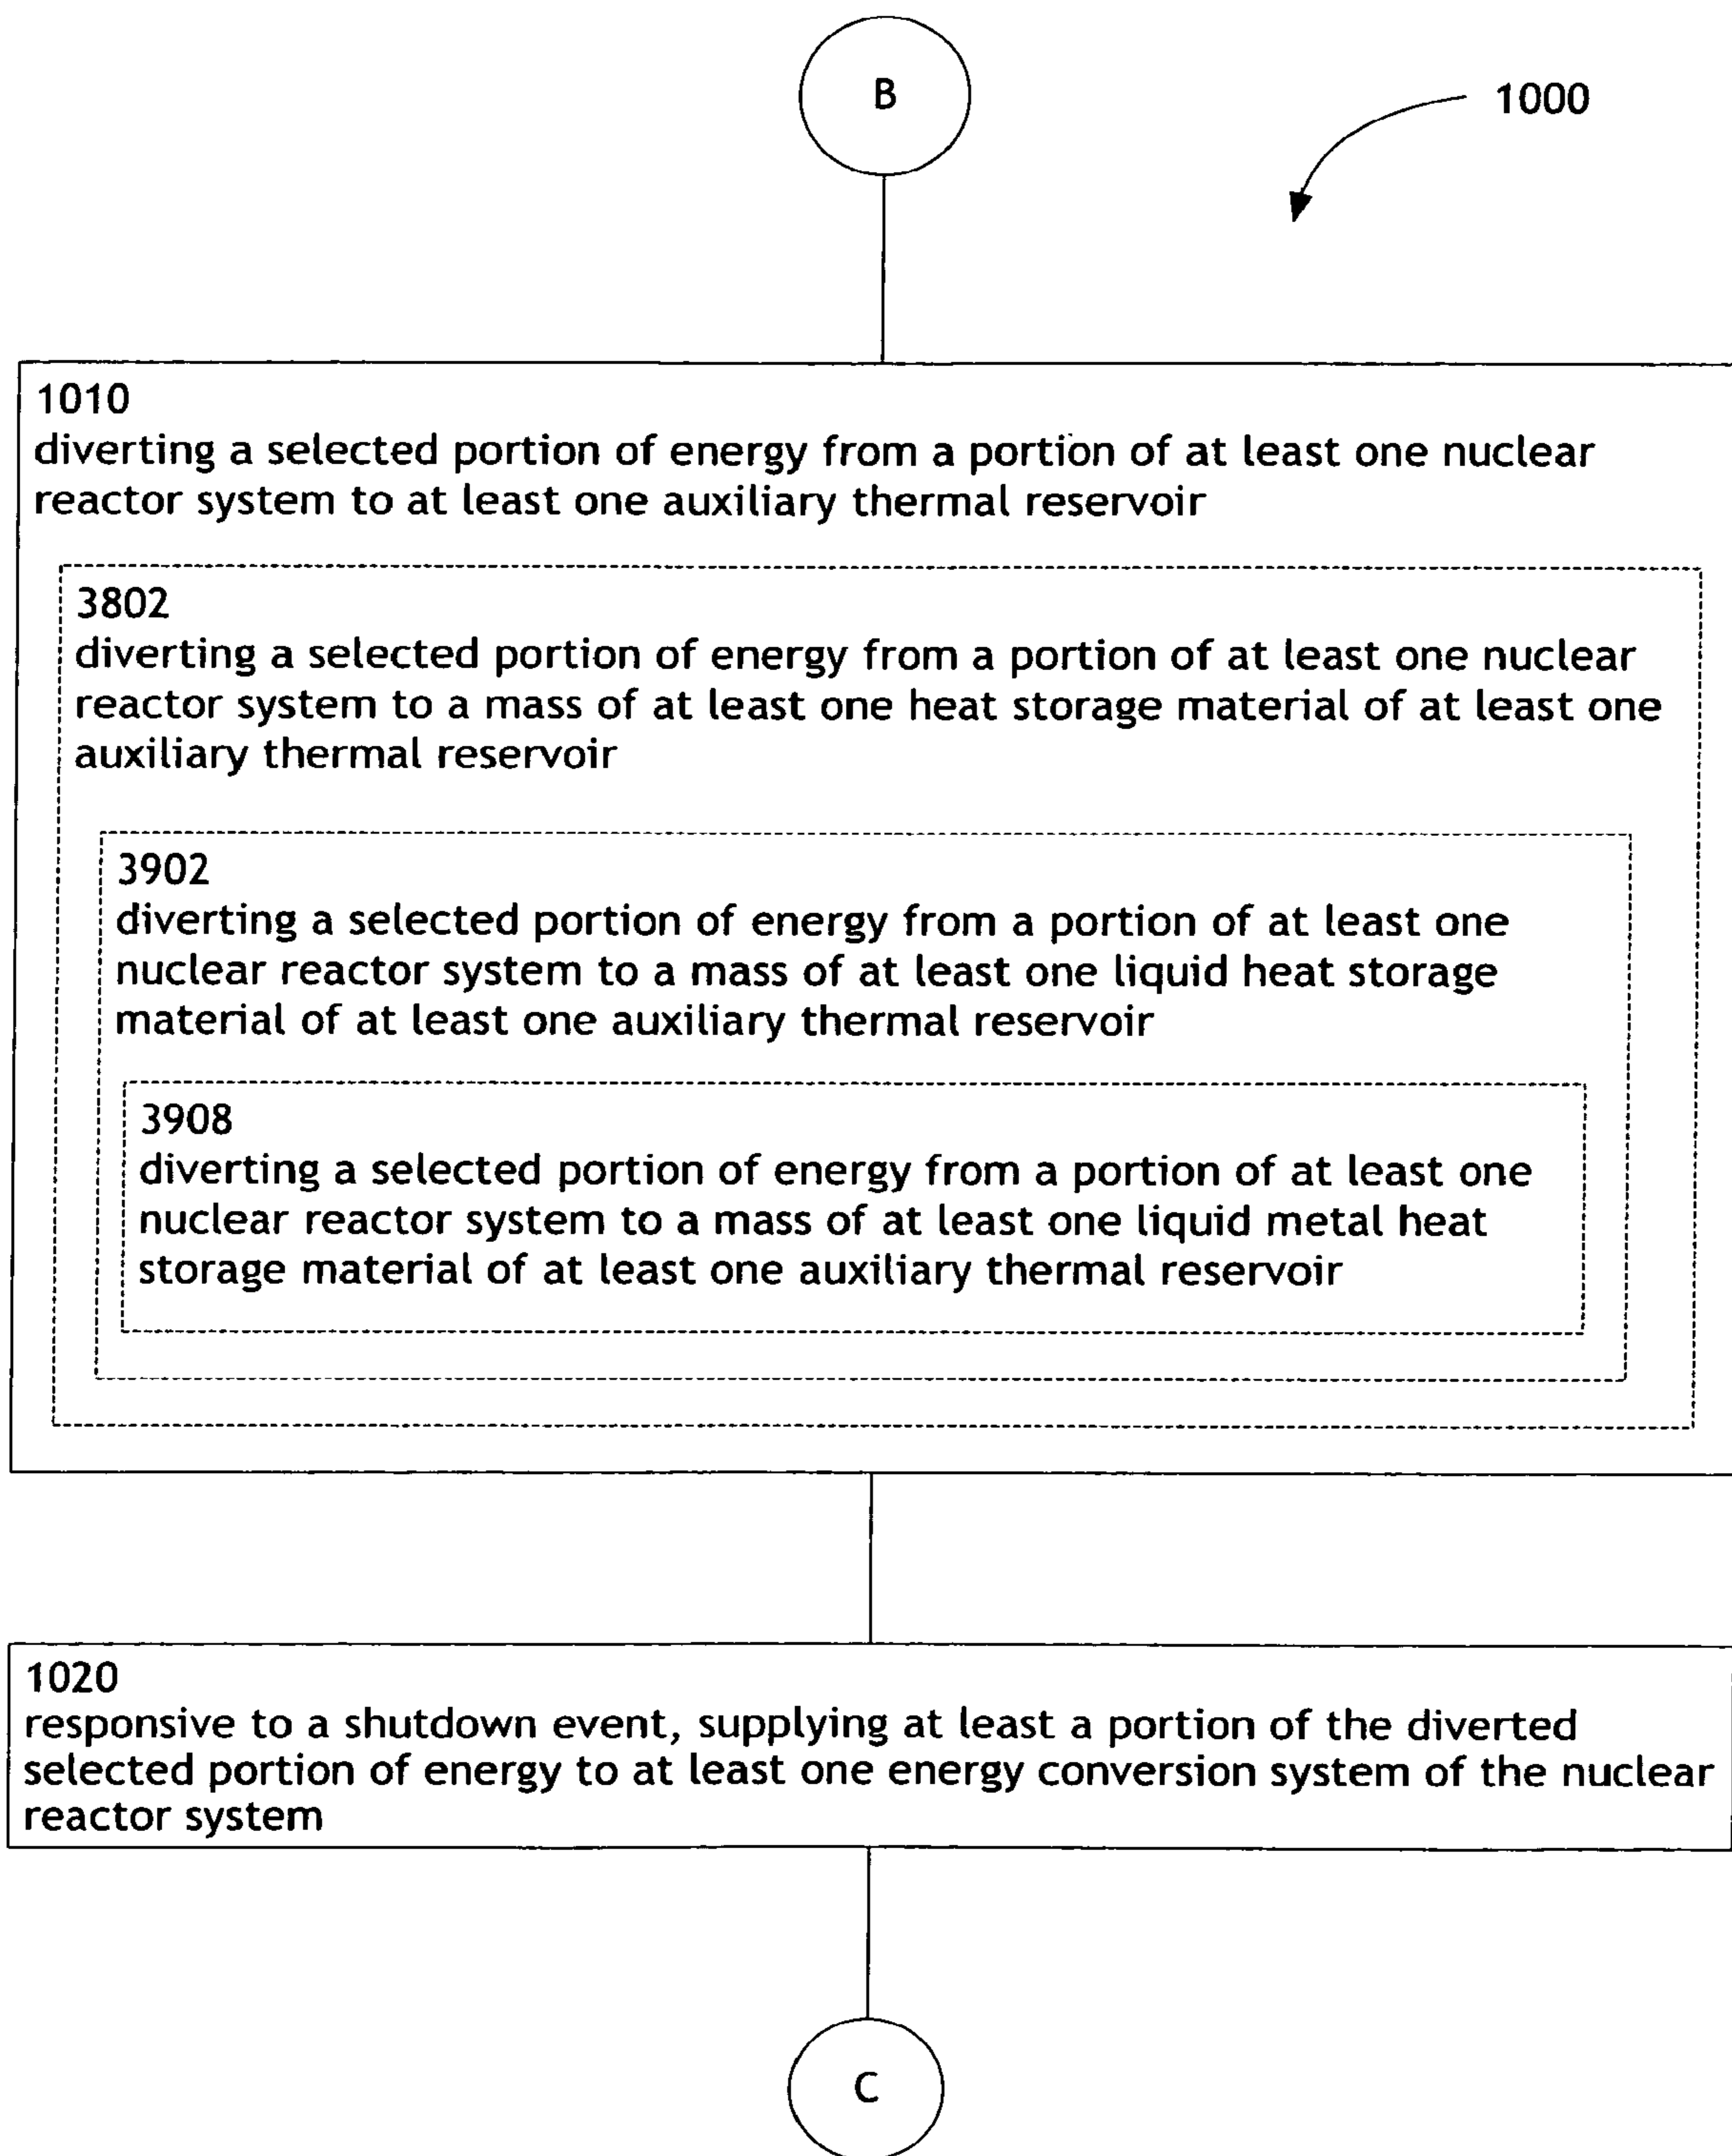 B
1000
1010
diverting a selected portion of energy from a portion of at least one nuclear
reactor system to at least one auxiliary thermal reservoir
3802
diverting a selected portion of energy from a portion of at least one nuclear
reactor system to a mass of at least one heat storage material of at least one
auxiliary thermal reservoir
3902
diverting a selected portion of energy from a portion of at least one
nuclear reactor system to a mass of at least one liquid heat storage
material of at least one auxiliary thermal reservoir
3908
diverting a selected portion of energy from a portion of at least one
nuclear reactor system to a mass of at least one liquid metal heat
storage material of at least one auxiliary thermal reservoir
1020
responsive to a shutdown event, supplying at least a portion of the diverted
selected portion of energy to at least one energy conversion system of the nuclear
reactor system
C